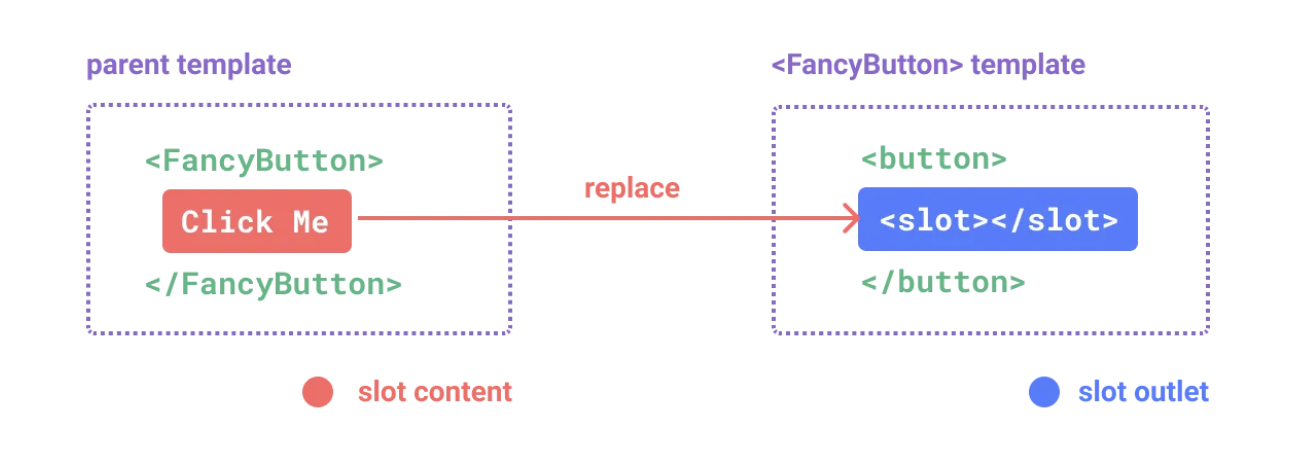 parent template
<FancyButton>
Click Me
</FancyButton>
replace
<FancyButton> template
<button>
<slot></slot>
</button>
slot content
slot outlet